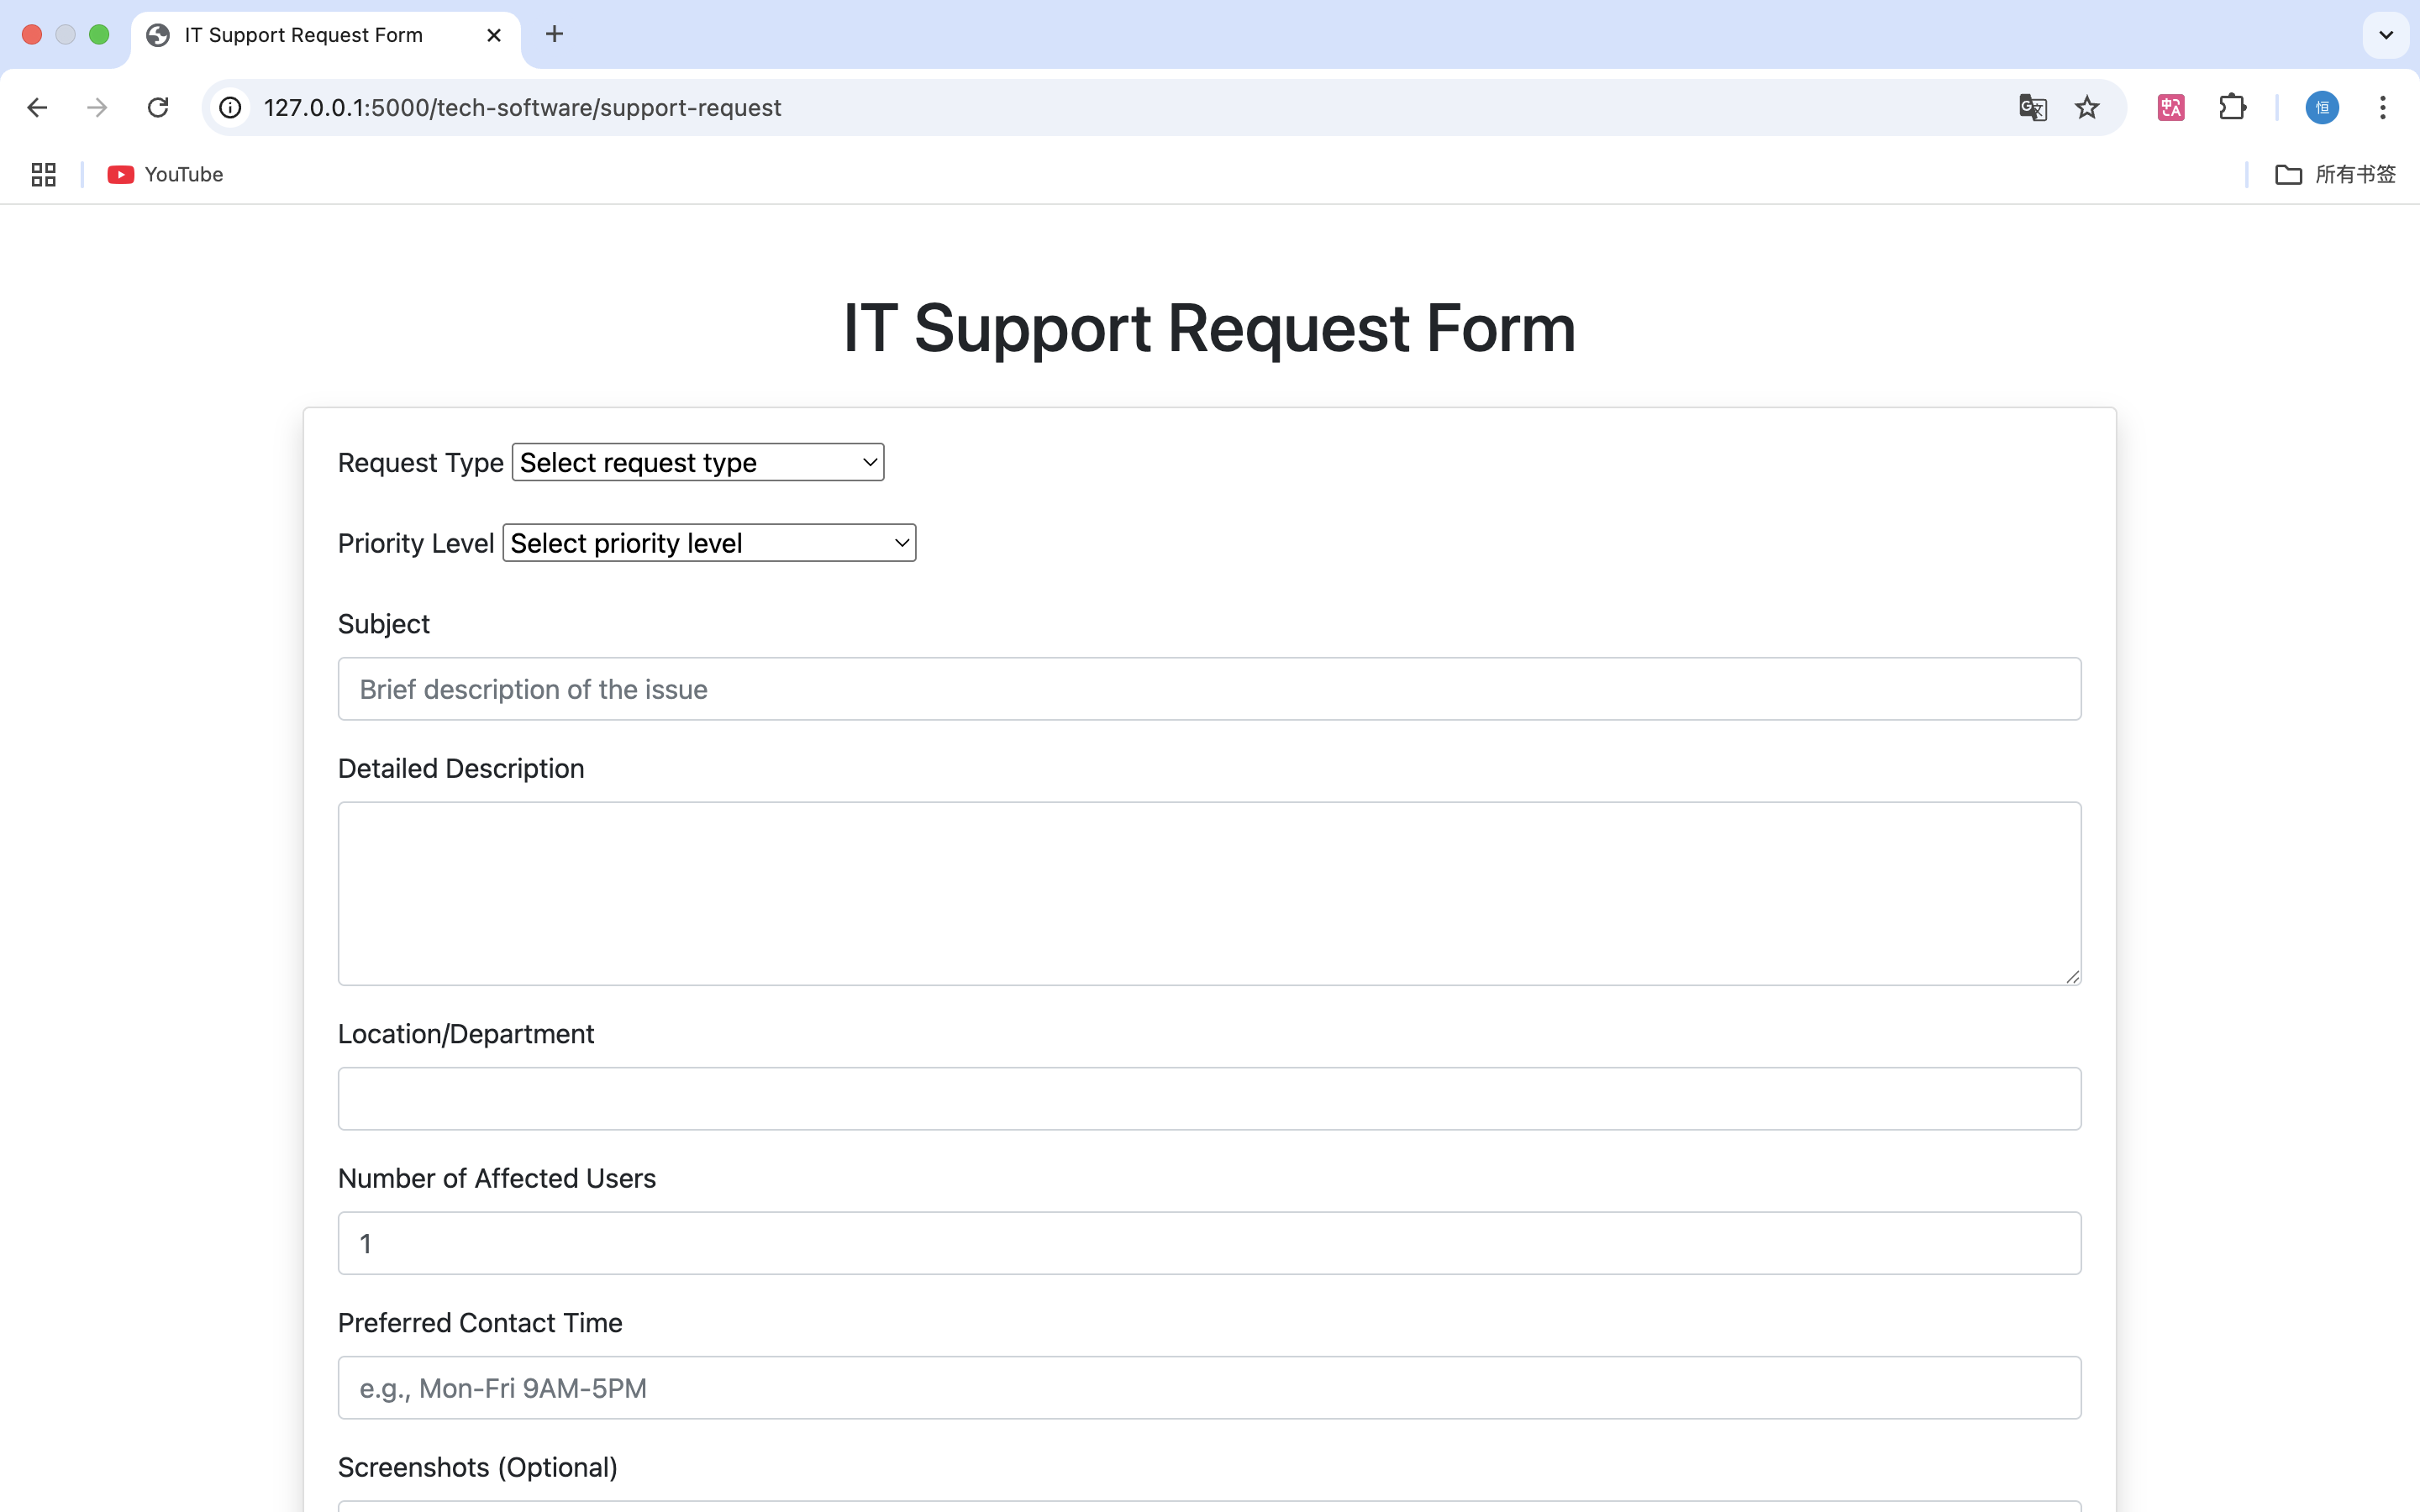 IT Support Request Form
127.0.0.1:5000/tech-software/support-request
恒
YouTube
所有书签
IT Support Request Form
Request Type Select request type
Priority Level Select priority level
Subject
Brief description of the issue
Detailed Description
Location/Department
Number of Affected Users
1
Preferred Contact Time
e.g., Mon-Fri 9AM-5PM
Screenshots (Optional)